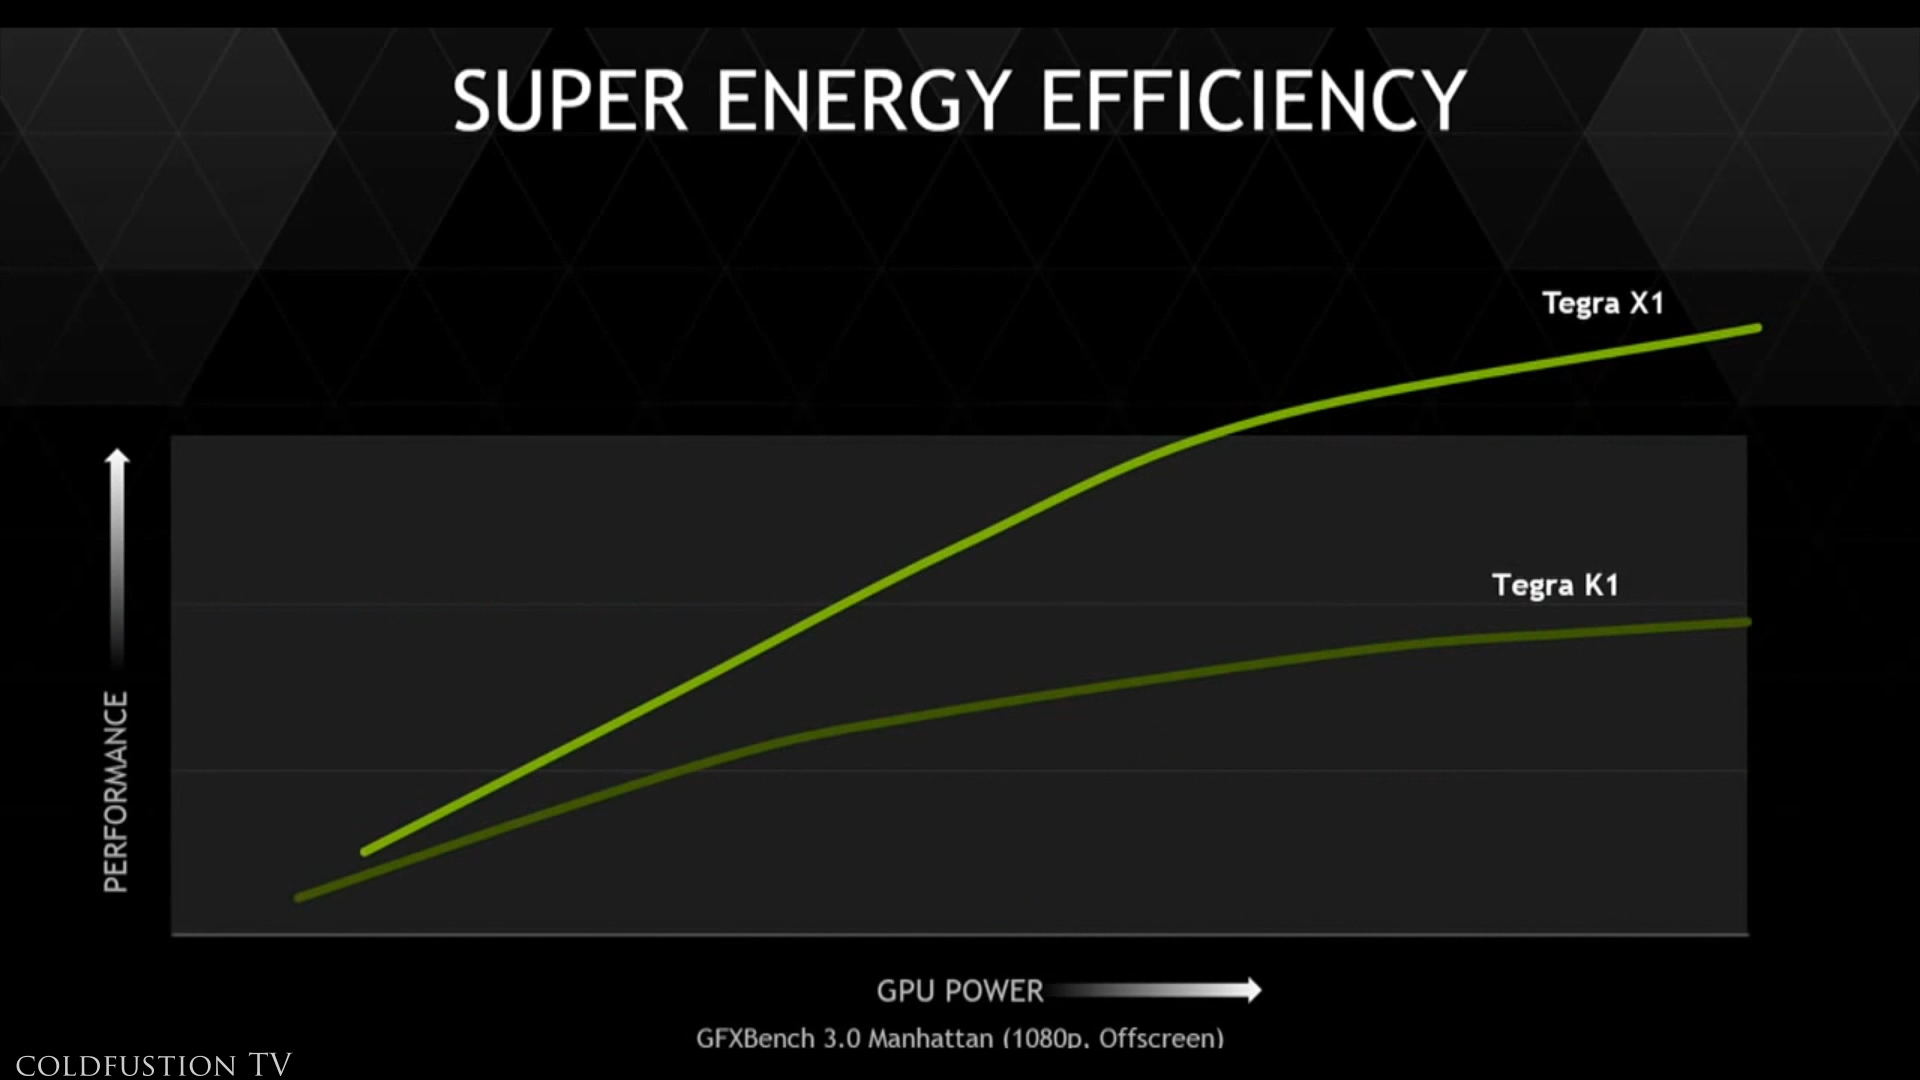 SUPER ENERGY EFFICIENCY
Tegra X1
Tegra K1
PERFORMANCE
GPU POWER
GFXBench 3.0 Manhattan (1080p, Offscreen)
COLDFUSTION TV